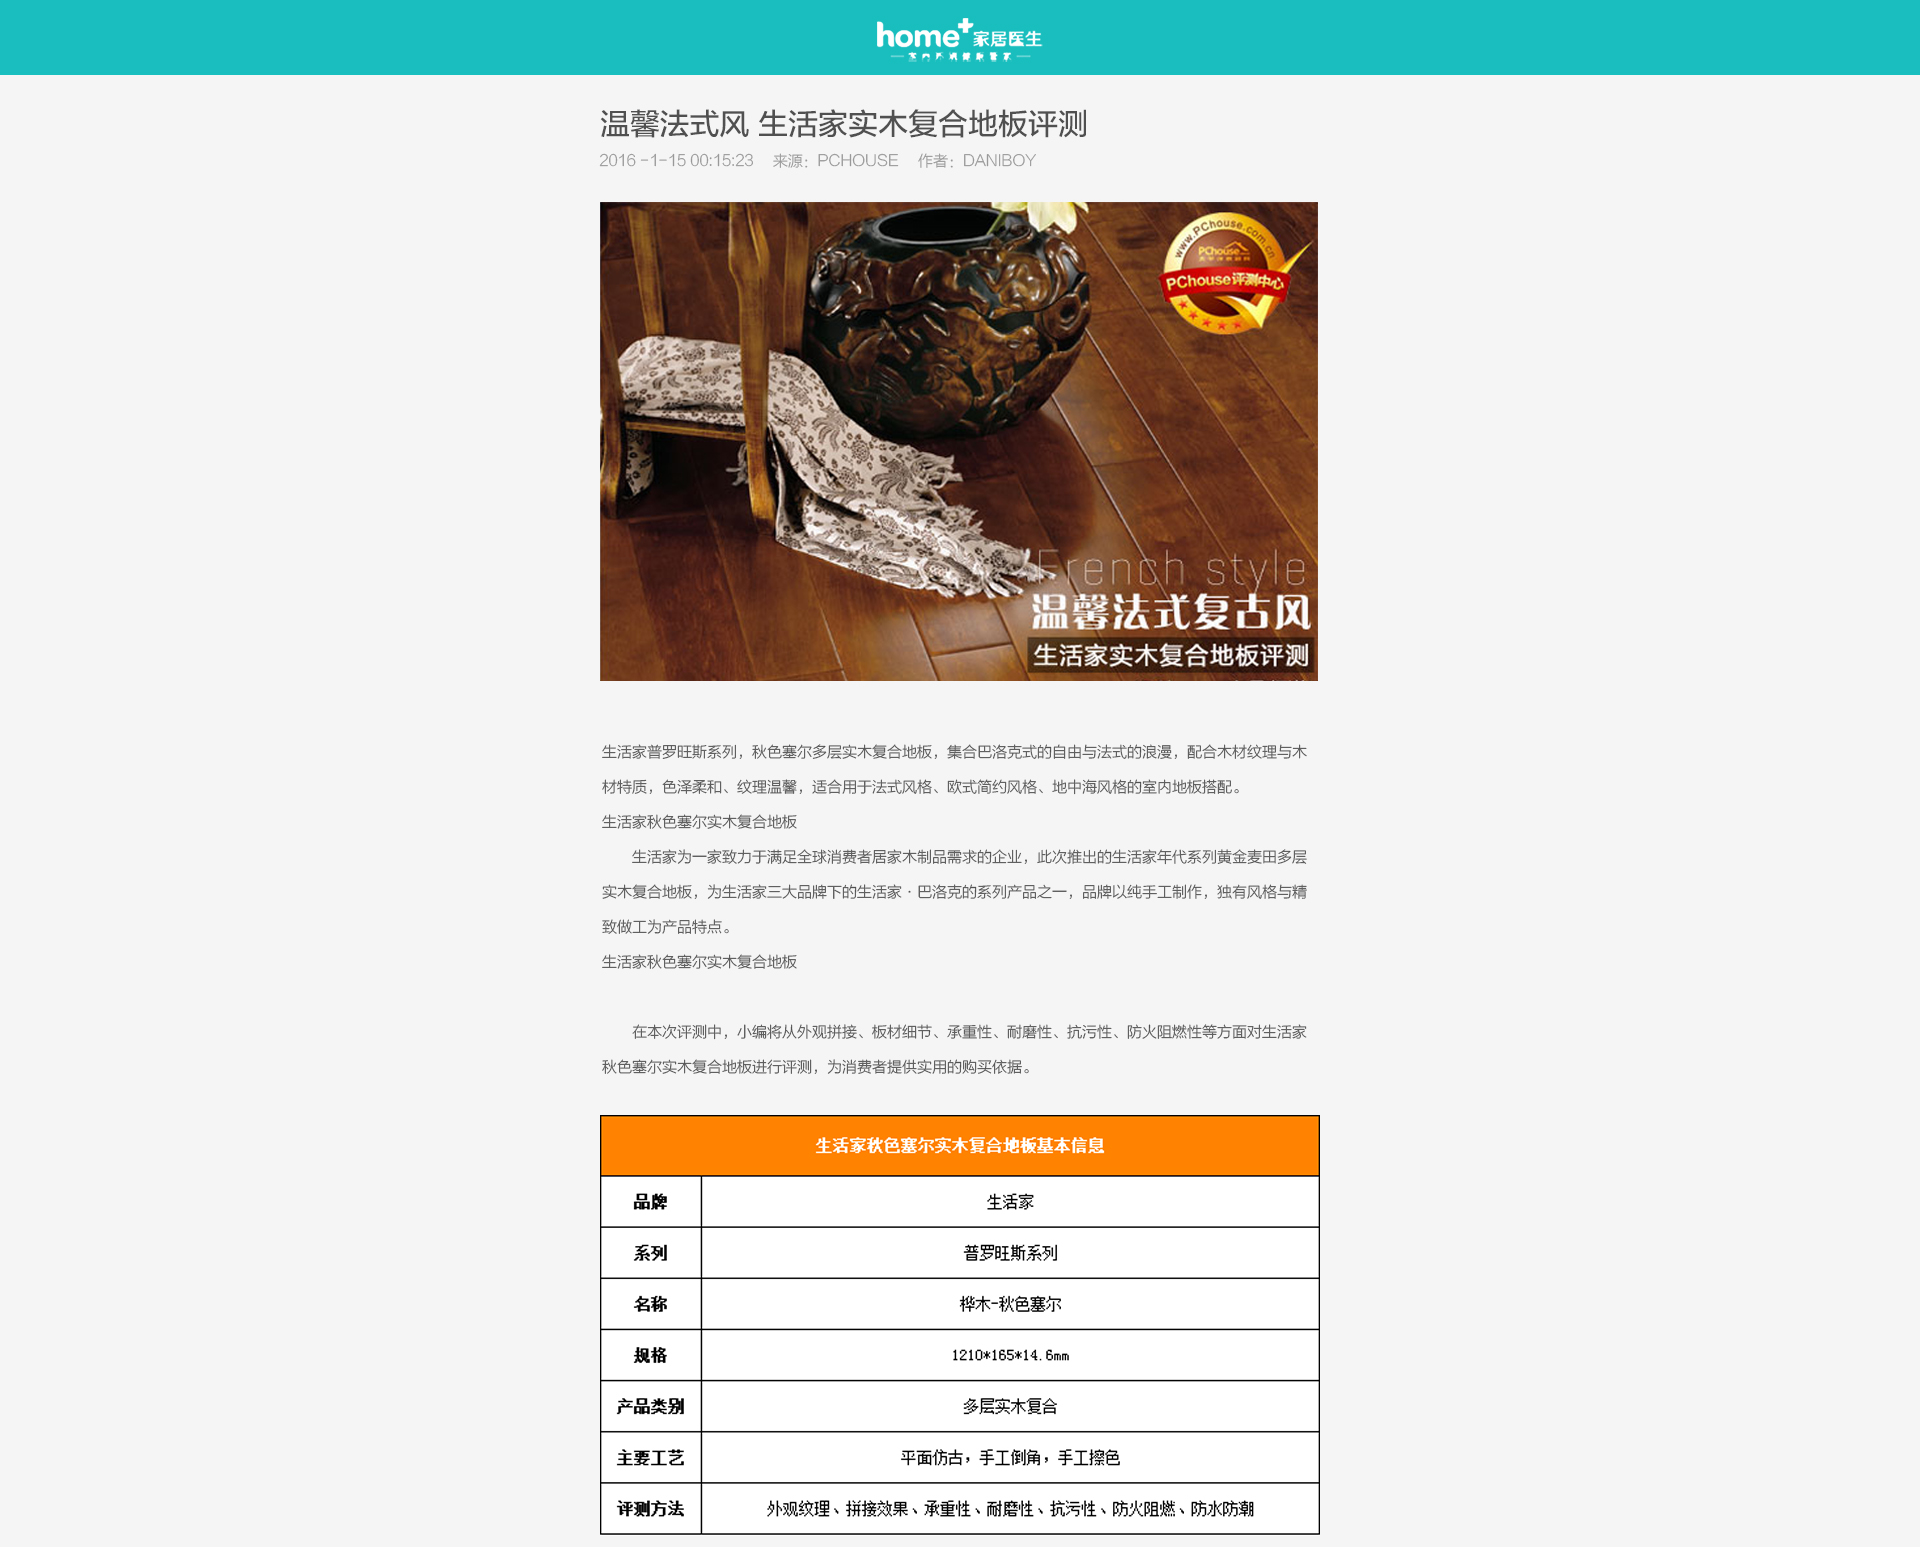 home+家居医生
温馨法式风 生活家实木复合地板评测
2016 -1-15 00:15:23 来源：PCHOUSE 作者：DANIBOY
www.PChouse.com.cn
PChouse
PChouse评测中心
French style
温馨法式复古风
生活家实木复合地板评测
生活家普罗旺斯系列，秋色塞尔多层实木复合地板，集合巴洛克式的自由与法式的浪漫，配合木材纹理与木
材特质，色泽柔和、纹理温馨，适合用于法式风格、欧式简约风格、地中海风格的室内地板搭配。
生活家秋色塞尔实木复合地板
生活家为一家致力于满足全球消费者居家木制品需求的企业，此次推出的生活家年代系列黄金麦田多层
实木复合地板，为生活家三大品牌下的生活家·巴洛克的系列产品之一，品牌以纯手工制作，独有风格与精
致做工为产品特点。
生活家秋色塞尔实木复合地板
在本次评测中，小编将从外观拼接、板材细节、承重性、耐磨性、抗污性、防火阻燃性等方面对生活家
秋色塞尔实木复合地板进行评测，为消费者提供实用的购买依据。
生活家秋色塞尔实木复合地板基本信息
品牌 生活家
系列 普罗旺斯系列
名称 桦木-秋色塞尔
规格 1210*165*14.6mm
产品类别 多层实木复合
主要工艺 平面仿古，手工倒角，手工擦色
评测方法 外观纹理、拼接效果、承重性、耐磨性、抗污性、防火阻燃、防水防潮